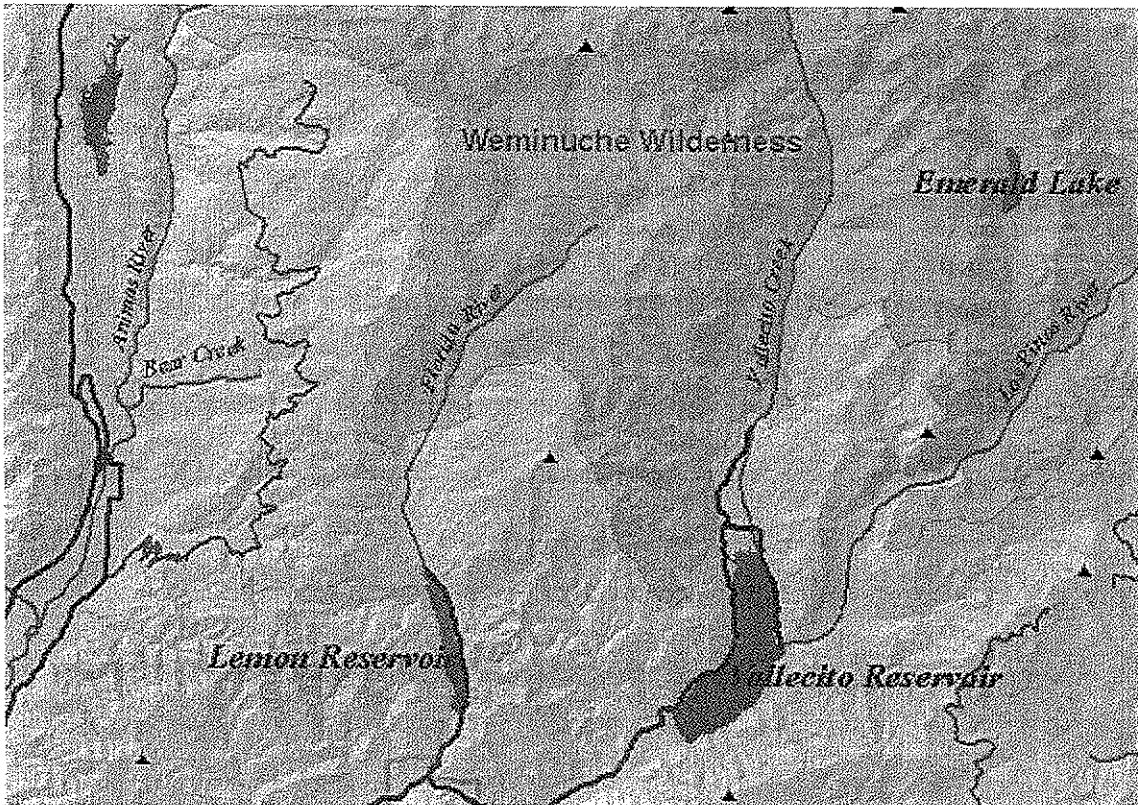 Weminuche Wilderness
Emerald Lake
Animas River
Bear Creek
Florida River
Vallecito Creek
Los Pinos River
Lemon Reservoir
Vallecito Reservoir